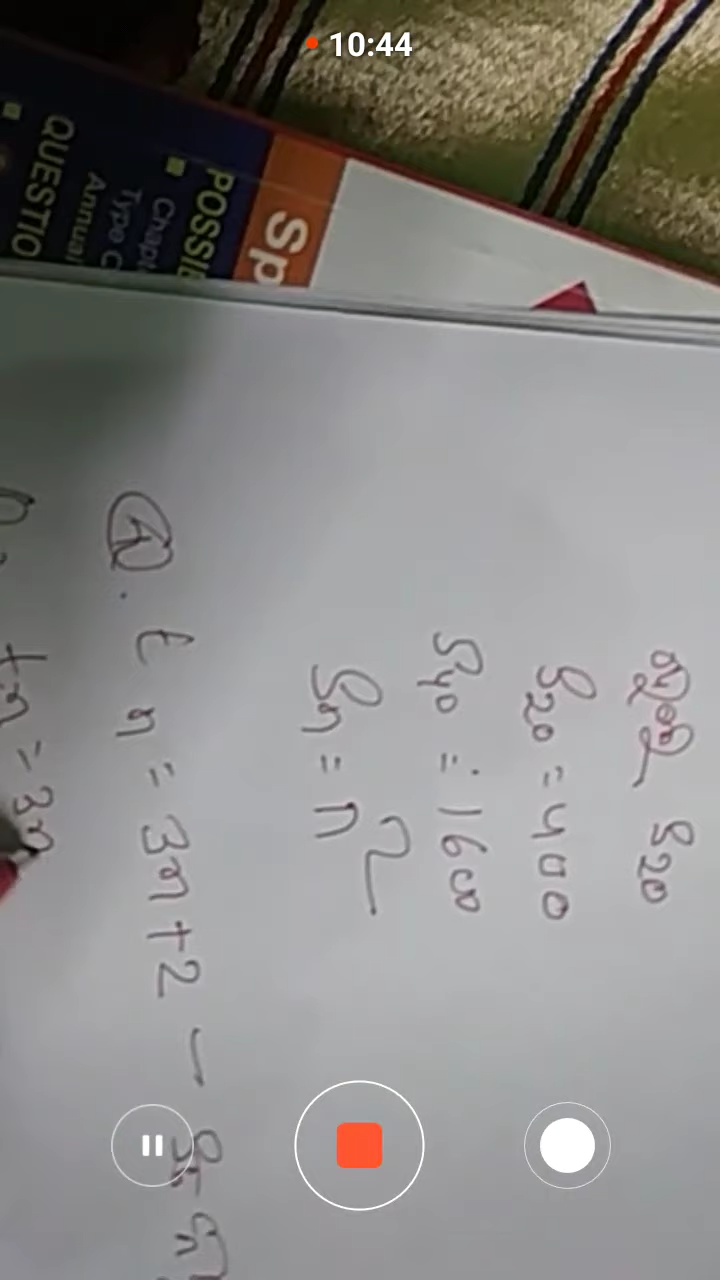 10:44
QUESTIO
Annual
Type C
Chapt
POSSIB
Sp
S20
S20 = 400
S40 = 1600
Sn = n2
tn = 3n+2 -
tn = 3n